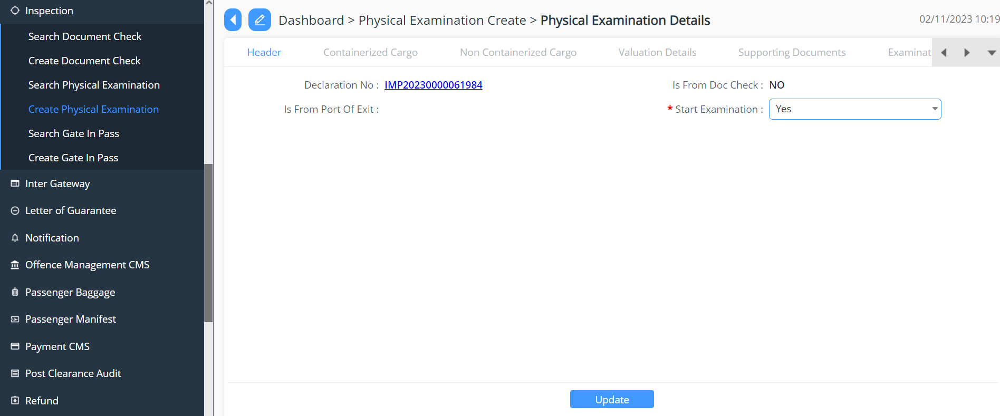 Inspection
Search Document Check
Create Document Check
Search Physical Examination
Create Physical Examination
Search Gate In Pass
Create Gate In Pass
Inter Gateway
Letter of Guarantee
Notification
Offence Management CMS
Passenger Baggage
Passenger Manifest
Payment CMS
Post Clearance Audit
Refund
Dashboard > Physical Examination Create > Physical Examination Details
02/11/2023 10:19
Header Containerized Cargo Non Containerized Cargo Valuation Details Supporting Documents Examinat
Declaration No : IMP20230000061984 Is From Doc Check : NO
Is From Port Of Exit : * Start Examination : Yes
Update